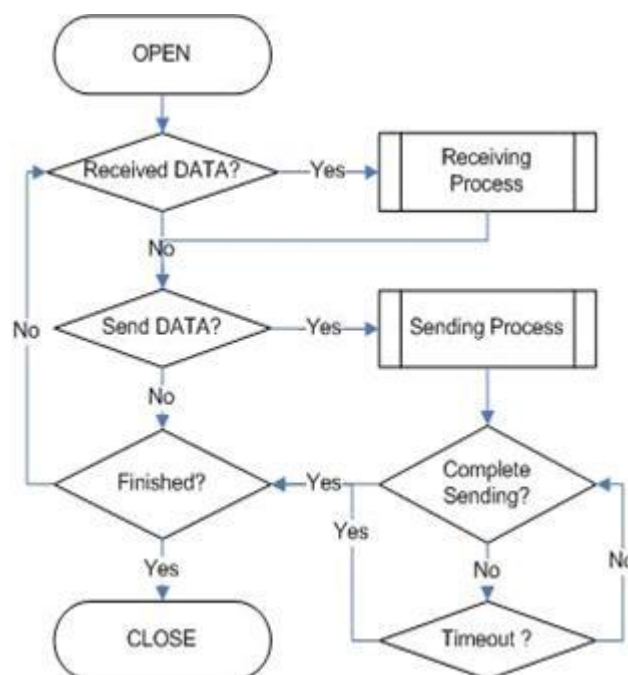 OPEN
Received DATA?
Yes
Receiving
Process
No
Send DATA?
Yes
Sending Process
No
No
Finished?
Yes
Complete
Sending?
Yes
Yes
No
No
CLOSE
Timeout ?